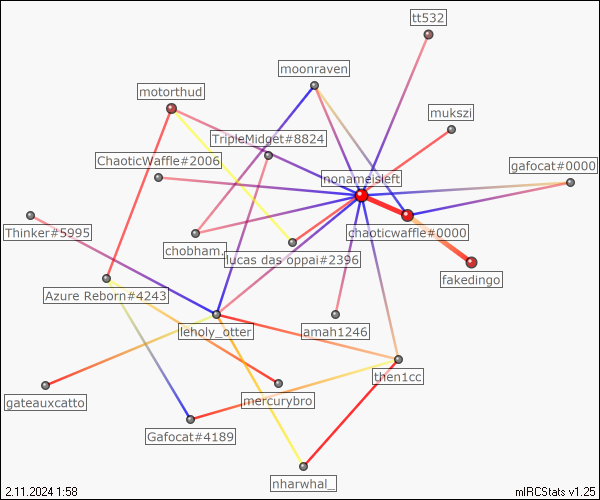 tt532
moonraven
motorthud
mukszi
TripleMidget#8824
ChaoticWaffle#2006
gafocat#0000
nonameisleft
Thinker#5995
chaoticwaffle#0000
chobham.
lucas das oppai#2396
fakedingo
Azure Reborn#4243
leholy_otter
amah1246
then1cc
gateauxcatto
mercurybro
Gafocat#4189
nharwhal_
2.11.2024 1:58
mIRCStats v1.25